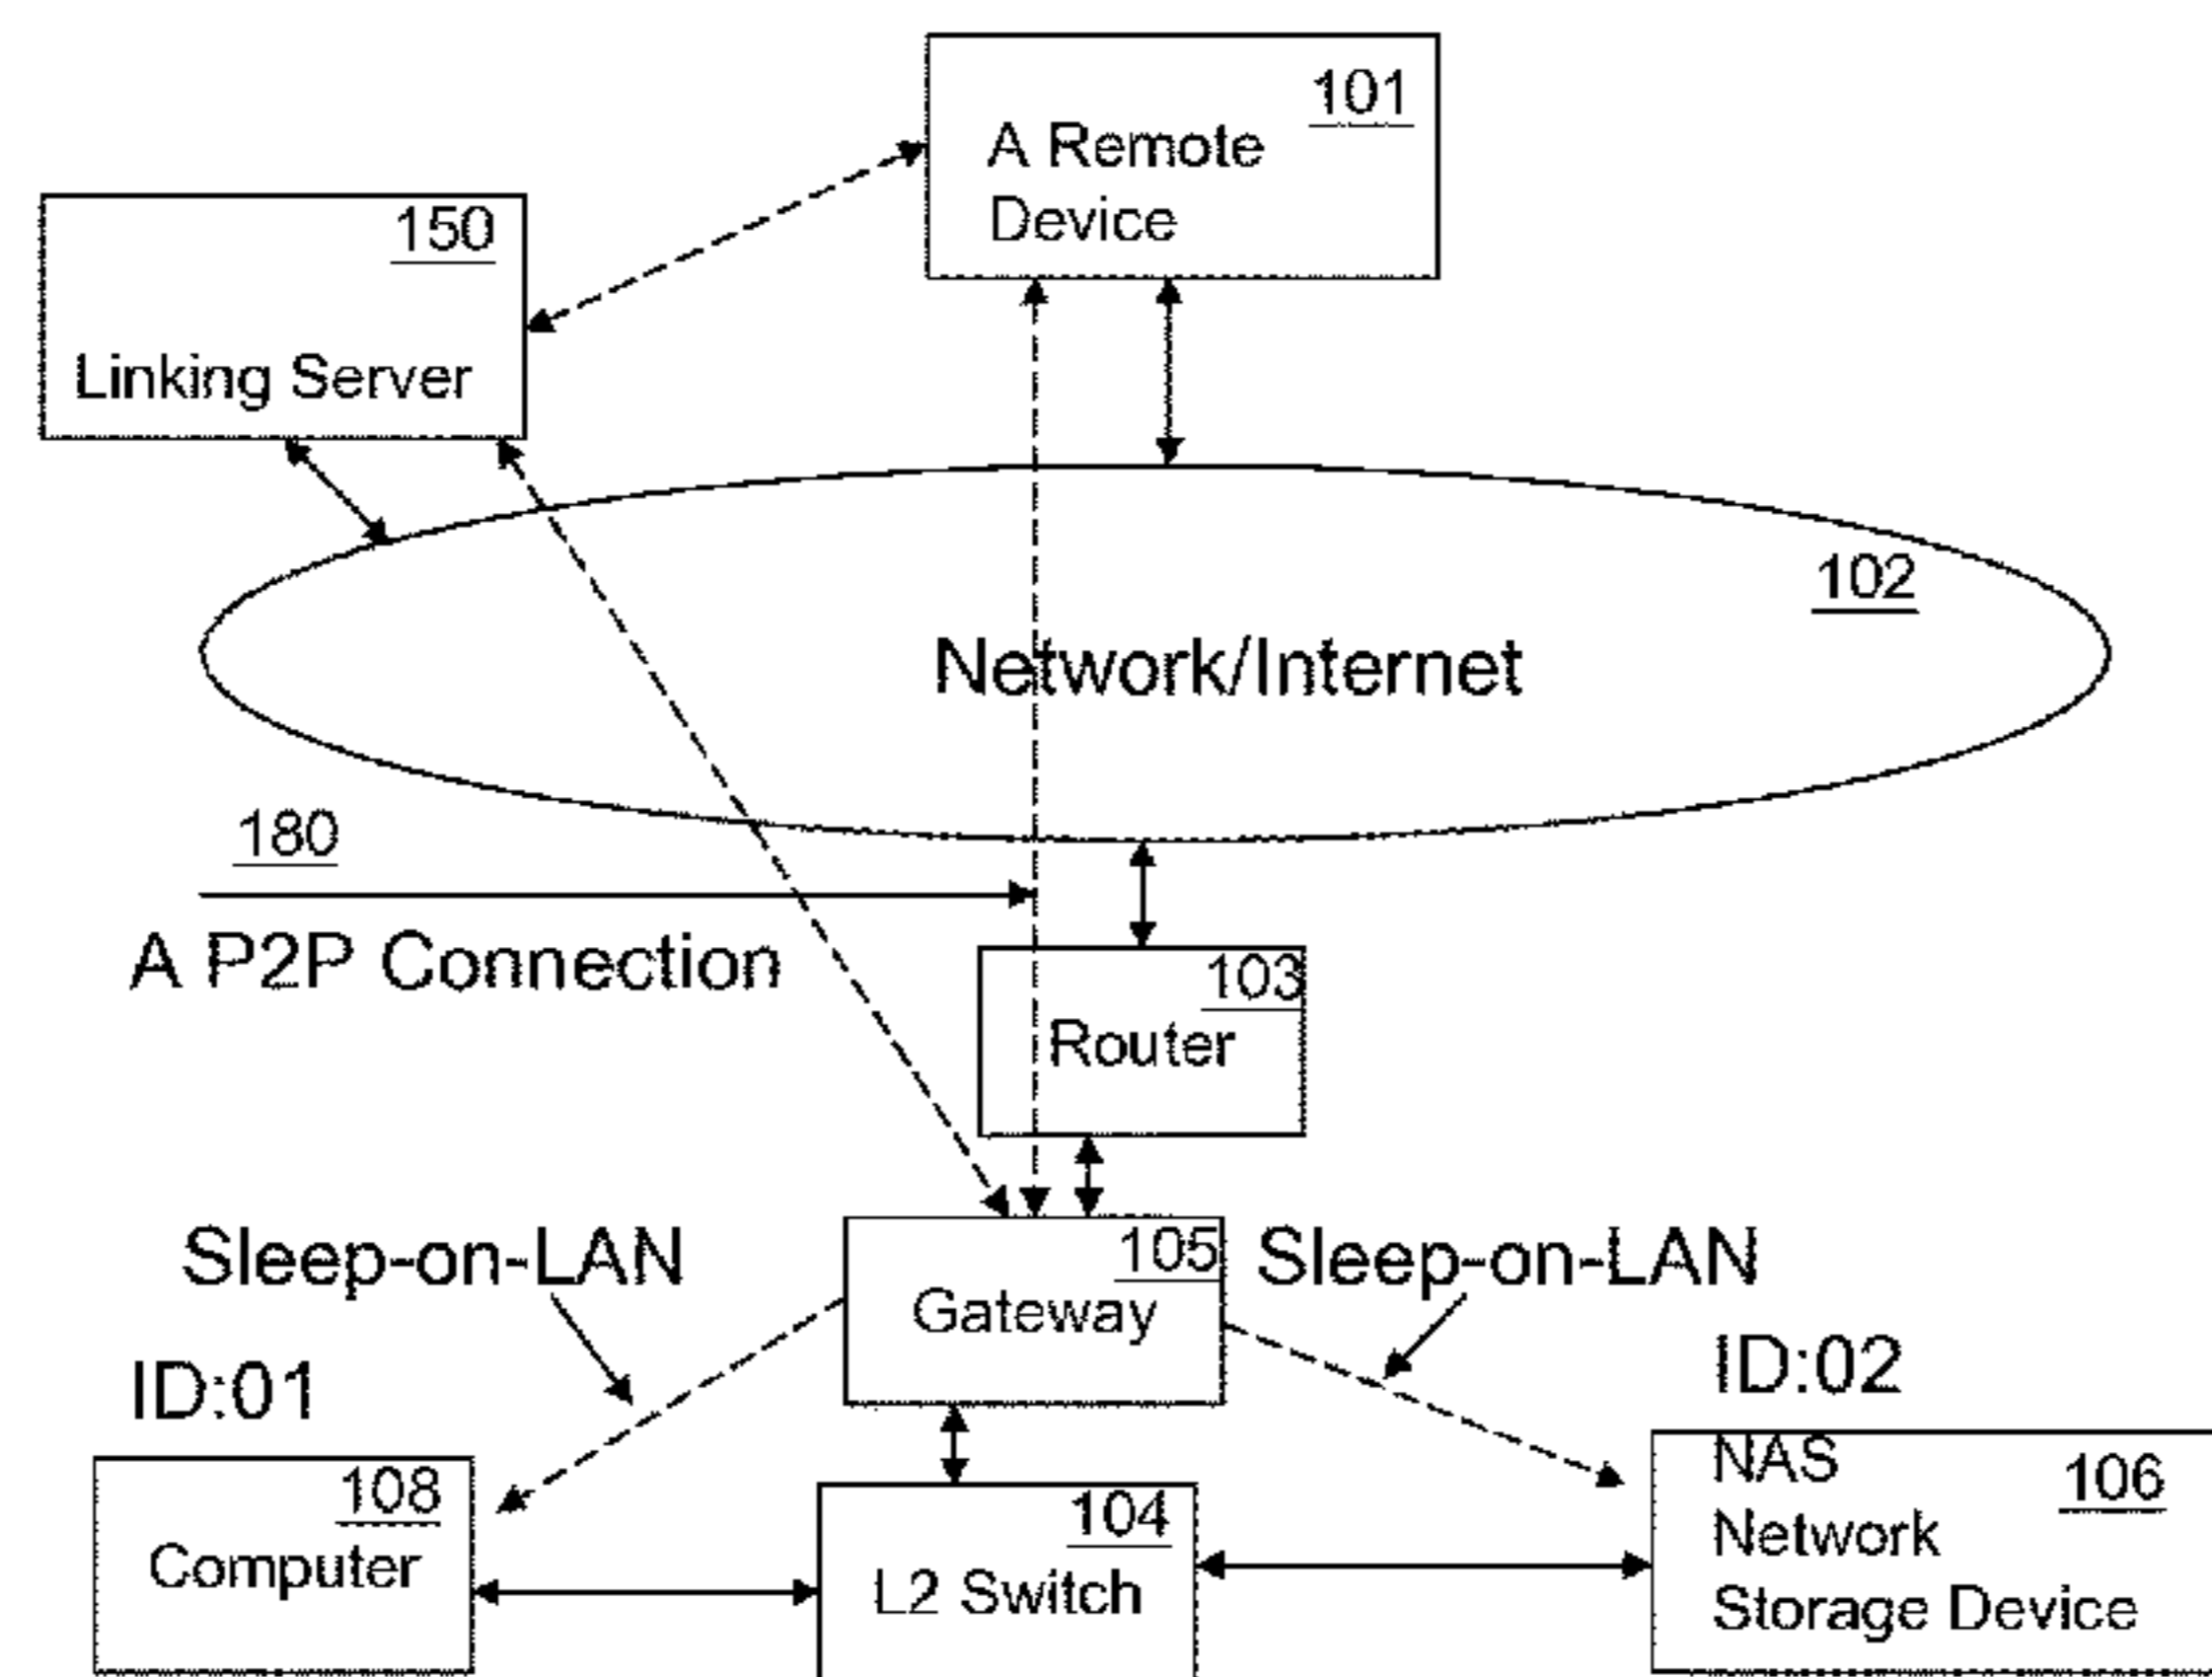 101
A Remote
Device
150
Linking Server
102
Network/Internet
180
A P2P Connection
103
Router
Sleep-on-LAN
105
Gateway
Sleep-on-LAN
ID:01
ID:02
108
Computer
104
L2 Switch
NAS
106
Network
Storage Device